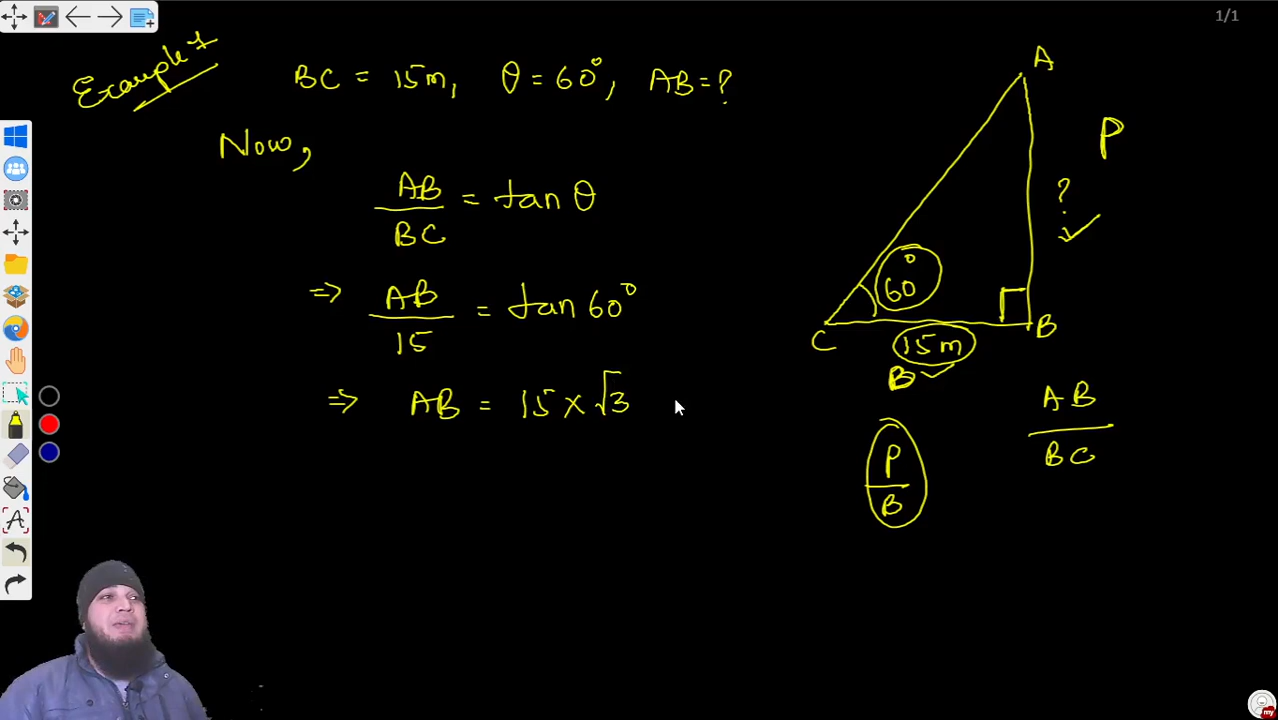 1/1
Example 1
BC = 15m, θ = 60°, AB = ?
Now,
AB/BC = tan θ
=> AB/15 = tan 60°
=> AB = 15 × √3
A
P
?
60°
C
15m
B
B
P/B
AB/BC
A
my